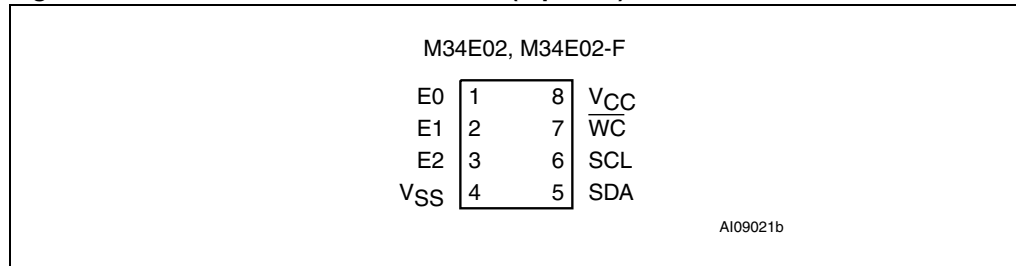 M34E02, M34E02-F
E0 1 8 VCC
E1 2 7 WC
E2 3 6 SCL
VSS 4 5 SDA
AI09021b